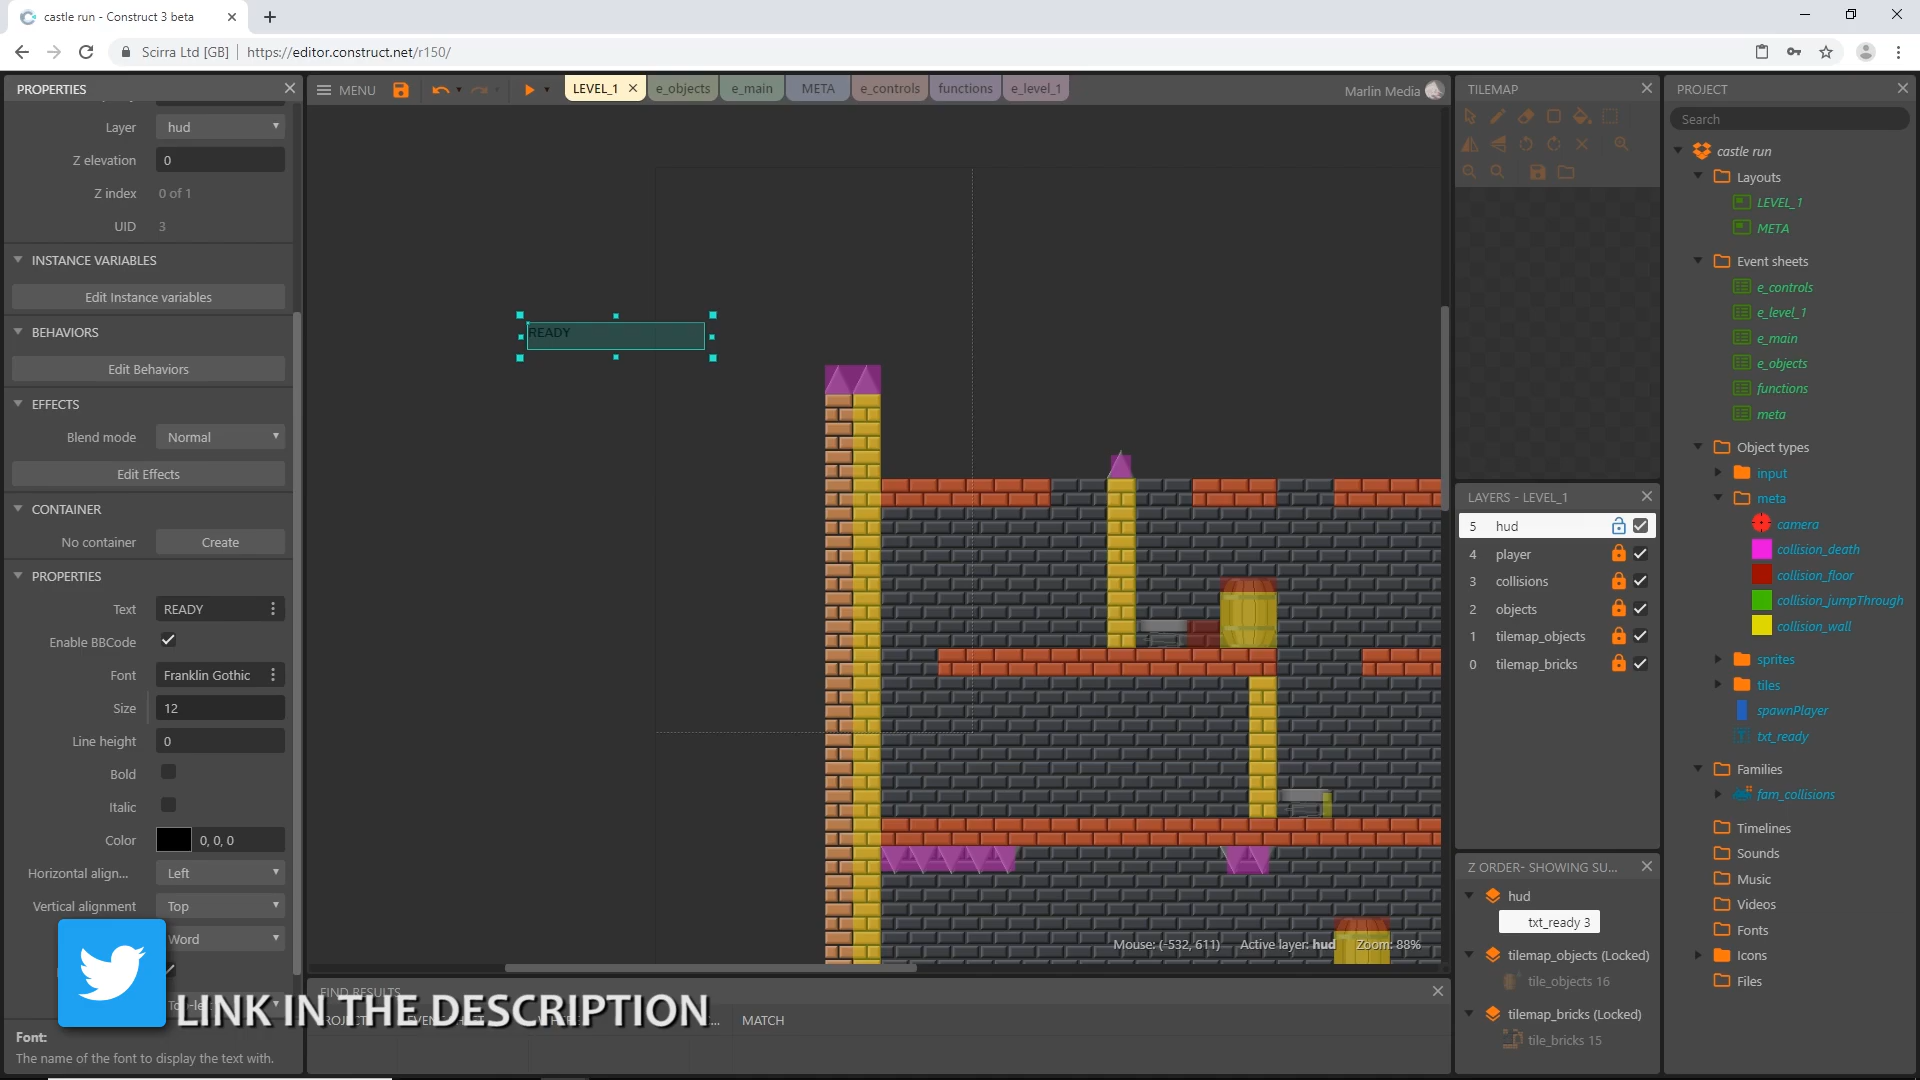 castle run - Construct 3 beta
Scirra Ltd [GB] https://editor.construct.net/r150/
PROPERTIES
Layer hud
Z elevation 0
Z index 0 of 1
UID 3
INSTANCE VARIABLES
Edit Instance variables
BEHAVIORS
Edit Behaviors
EFFECTS
Blend mode Normal
Edit Effects
CONTAINER
No container Create
PROPERTIES
Text READY
Enable BBCode
Font Franklin Gothic
Size 12
Line height 0
Bold
Italic
Color 0, 0, 0
Horizontal align... Left
Vertical alignment Top
Word
Font:
The name of the font to display the text with.
MENU
LEVEL_1 e_objects e_main META e_controls functions e_level_1
Marlin Media
READY
Mouse: (-532, 611) Active layer: hud Zoom: 88%
FIND RESULTS
MATCH
LINK IN THE DESCRIPTION
TILEMAP
LAYERS - LEVEL_1
5 hud
4 player
3 collisions
2 objects
1 tilemap_objects
0 tilemap_bricks
Z ORDER- SHOWING SU...
hud
txt_ready 3
tilemap_objects (Locked)
tile_objects 16
tilemap_bricks (Locked)
tile_bricks 15
PROJECT
Search
castle run
Layouts
LEVEL_1
META
Event sheets
e_controls
e_level_1
e_main
e_objects
functions
meta
Object types
input
meta
camera
collision_death
collision_floor
collision_jumpThrough
collision_wall
sprites
tiles
spawnPlayer
txt_ready
Families
fam_collisions
Timelines
Sounds
Music
Videos
Fonts
Icons
Files